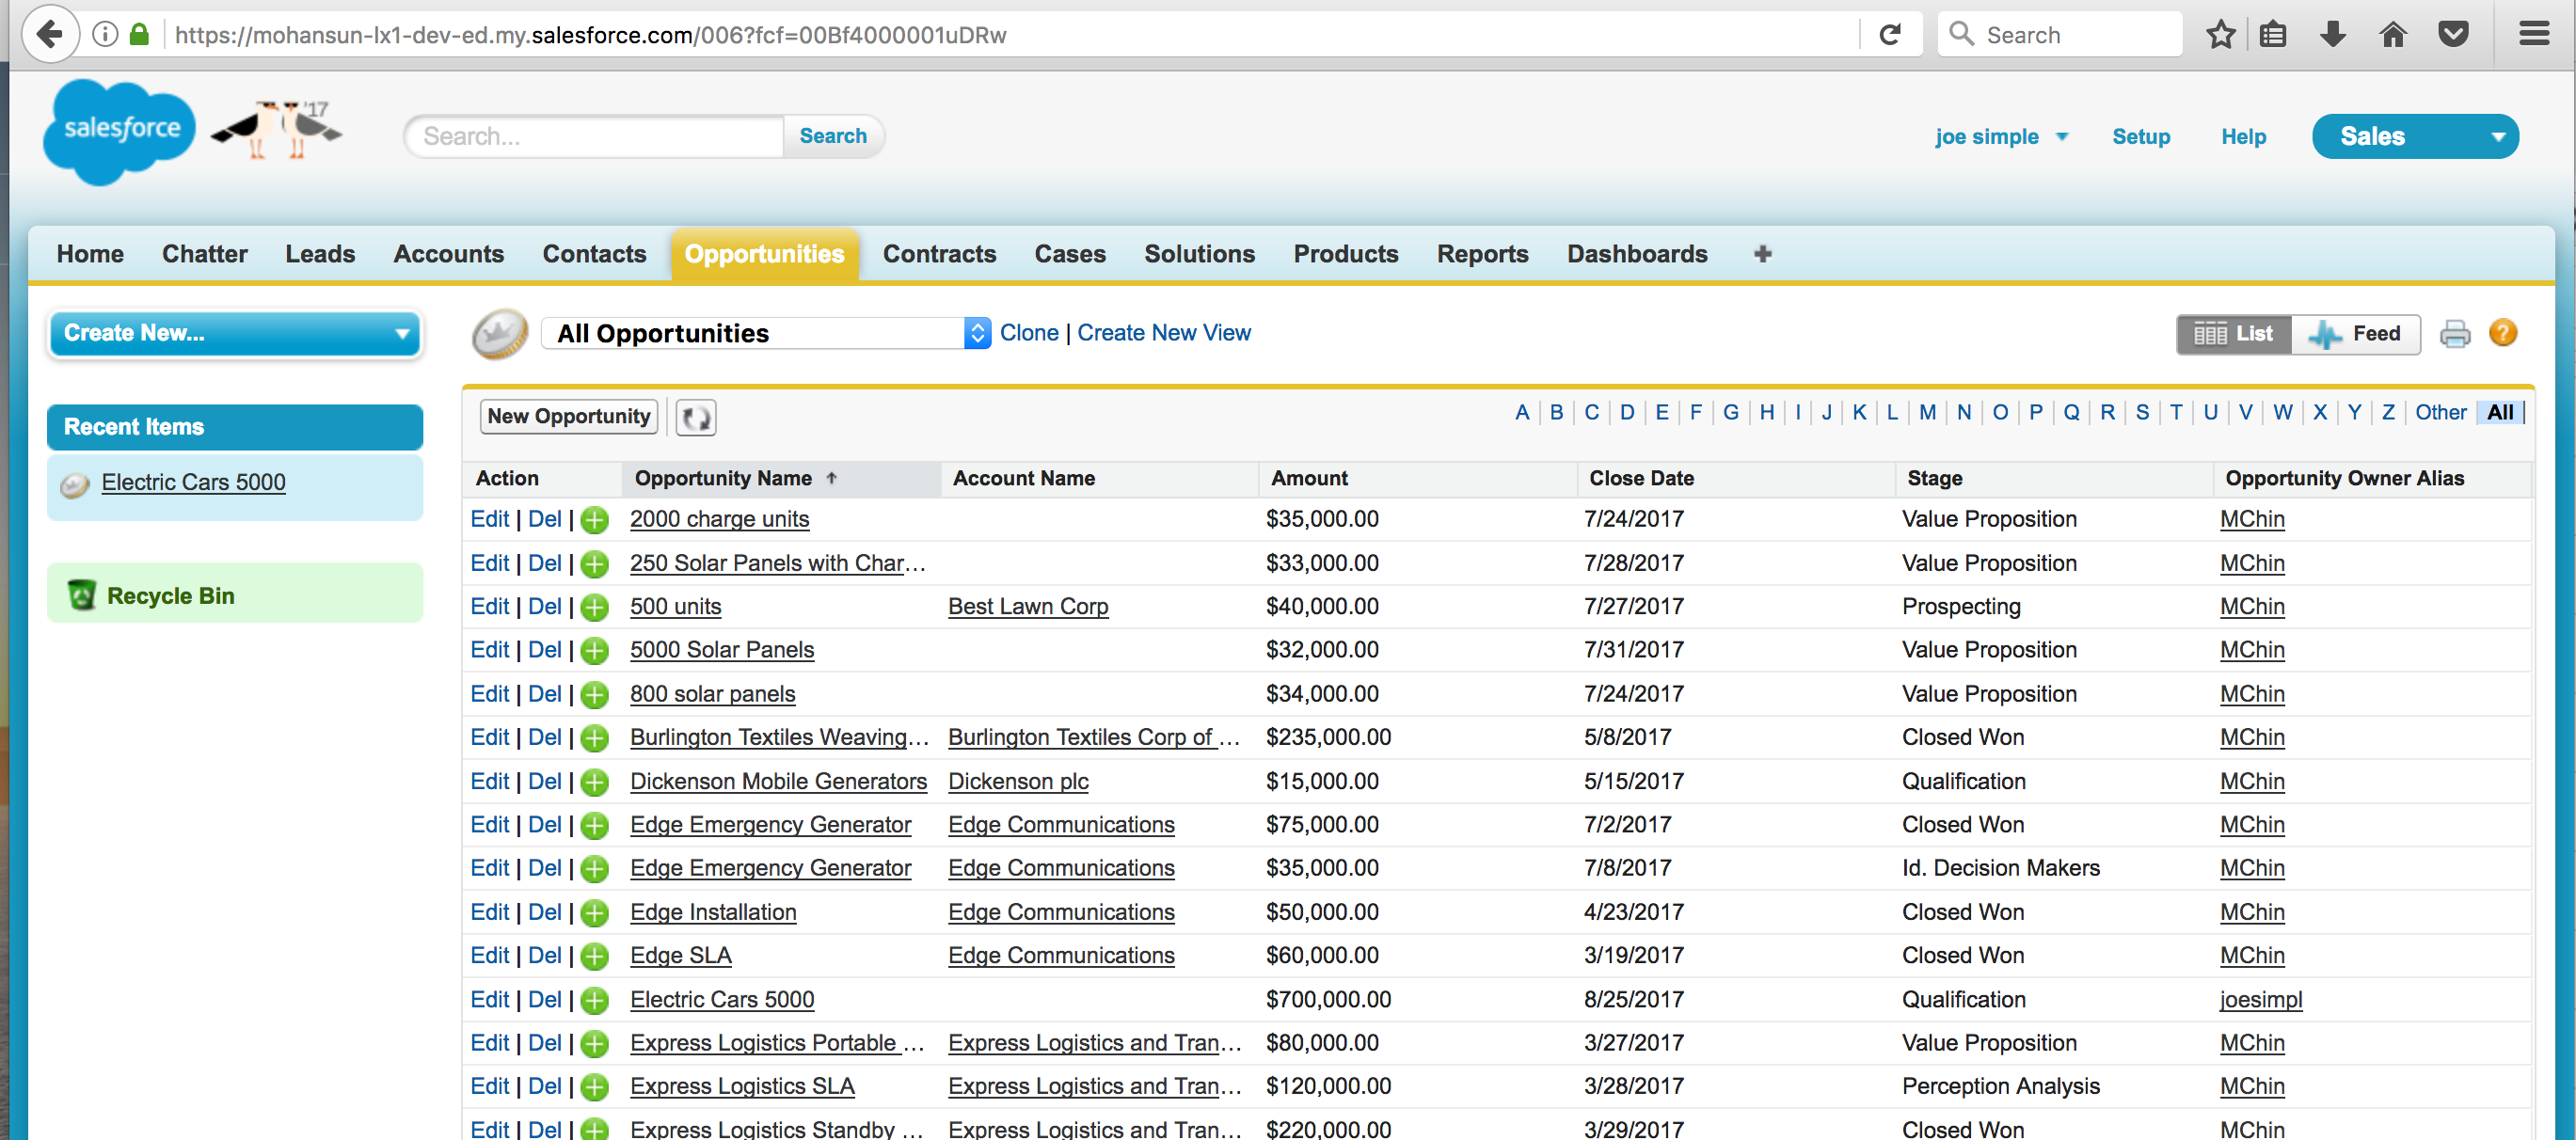 https://mohansun-lx1-dev-ed.my.salesforce.com/006?fcf=00Bf4000001uDRw
Search
salesforce
'17
Search...
Search
joe simple
Setup
Help
Sales
Home Chatter Leads Accounts Contacts Opportunities Contracts Cases Solutions Products Reports Dashboards +
Create New...
Recent Items
Electric Cars 5000
Recycle Bin
All Opportunities
Clone | Create New View
List
Feed
?
New Opportunity
A | B | C | D | E | F | G | H | I | J | K | L | M | N | O | P | Q | R | S | T | U | V | W | X | Y | Z | Other | All
Action Opportunity Name ↑ Account Name Amount Close Date Stage Opportunity Owner Alias
Edit | Del | 2000 charge units $35,000.00 7/24/2017 Value Proposition MChin
Edit | Del | 250 Solar Panels with Char... $33,000.00 7/28/2017 Value Proposition MChin
Edit | Del | 500 units Best Lawn Corp $40,000.00 7/27/2017 Prospecting MChin
Edit | Del | 5000 Solar Panels $32,000.00 7/31/2017 Value Proposition MChin
Edit | Del | 800 solar panels $34,000.00 7/24/2017 Value Proposition MChin
Edit | Del | Burlington Textiles Weaving... Burlington Textiles Corp of ... $235,000.00 5/8/2017 Closed Won MChin
Edit | Del | Dickenson Mobile Generators Dickenson plc $15,000.00 5/15/2017 Qualification MChin
Edit | Del | Edge Emergency Generator Edge Communications $75,000.00 7/2/2017 Closed Won MChin
Edit | Del | Edge Emergency Generator Edge Communications $35,000.00 7/8/2017 Id. Decision Makers MChin
Edit | Del | Edge Installation Edge Communications $50,000.00 4/23/2017 Closed Won MChin
Edit | Del | Edge SLA Edge Communications $60,000.00 3/19/2017 Closed Won MChin
Edit | Del | Electric Cars 5000 $700,000.00 8/25/2017 Qualification joesimpl
Edit | Del | Express Logistics Portable ... Express Logistics and Tran... $80,000.00 3/27/2017 Value Proposition MChin
Edit | Del | Express Logistics SLA Express Logistics and Tran... $120,000.00 3/28/2017 Perception Analysis MChin
Edit | Del | Express Logistics Standby ... Express Logistics and Tran... $220,000.00 3/29/2017 Closed Won MChin